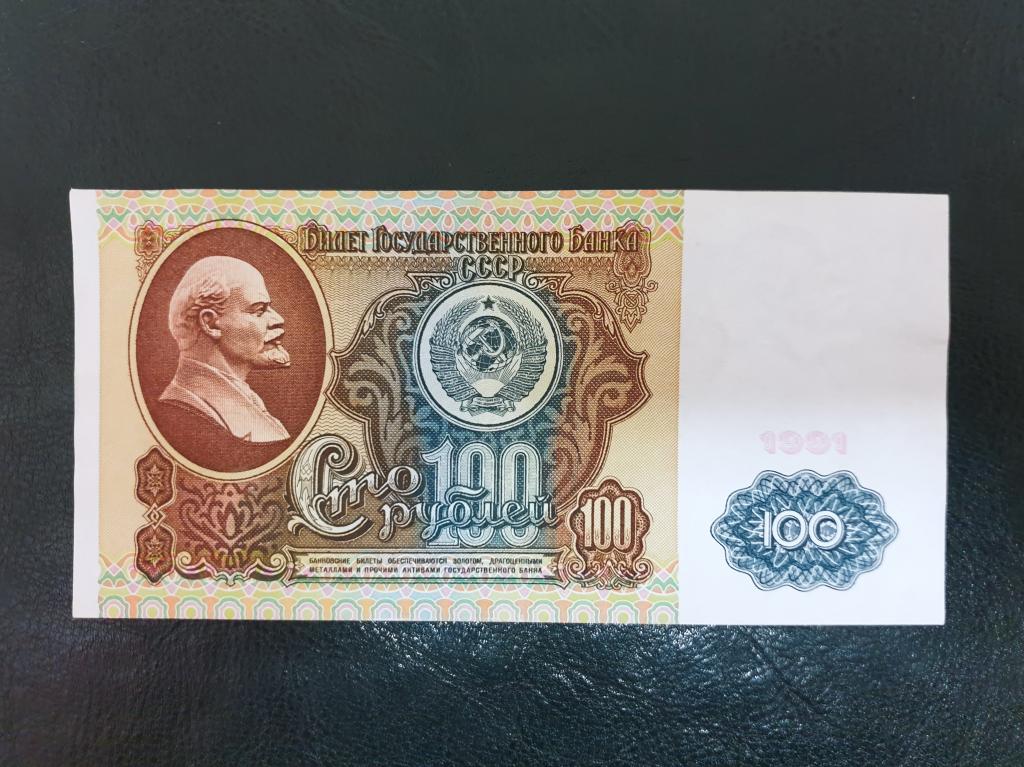 Билет Государственного Банка
СССР
1991
Сто 100
рублей
100
100
БАНКОВСКИЕ БИЛЕТЫ ОБЕСПЕЧИВАЮТСЯ ЗОЛОТОМ, ДРАГОЦЕННЫМИ
МЕТАЛЛАМИ И ПРОЧИМИ АКТИВАМИ ГОСУДАРСТВЕННОГО БАНКА